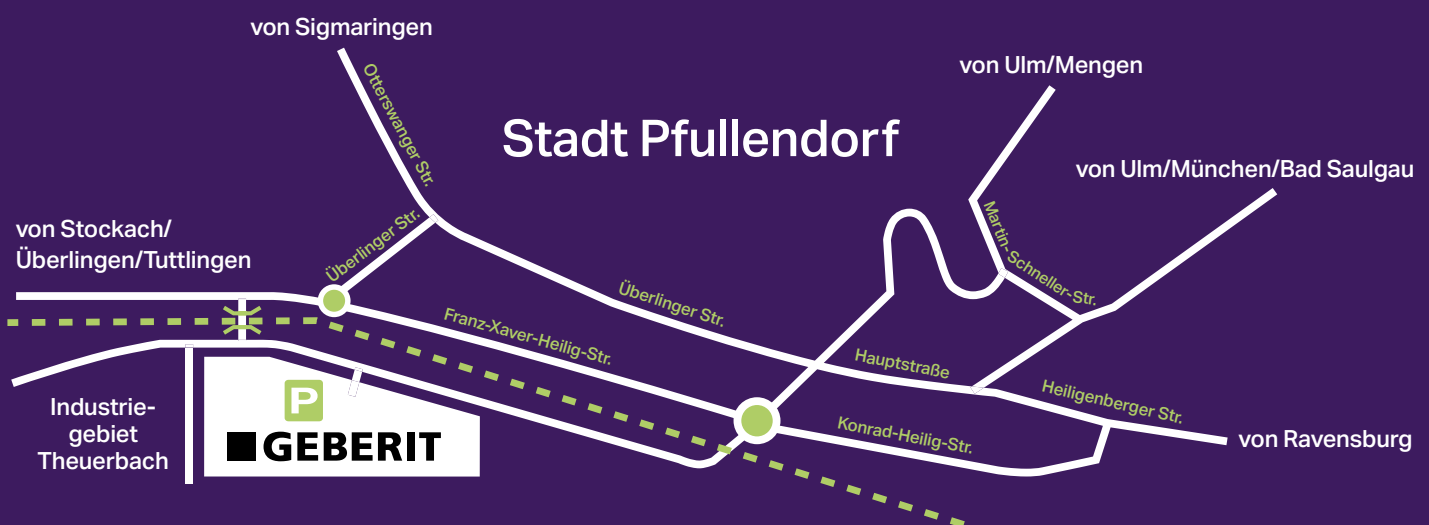 von Sigmaringen
von Ulm/Mengen
Otterswanger Str.
Stadt Pfullendorf
von Ulm/München/Bad Saulgau
von Stockach/
Überlingen/Tuttlingen
Überlinger Str.
Martin-Schneller-Str.
Überlinger Str.
Franz-Xaver-Heilig-Str.
Hauptstraße
Heiligenberger Str.
Konrad-Heilig-Str.
von Ravensburg
Industrie-
gebiet
Theuerbach
P
GEBERIT